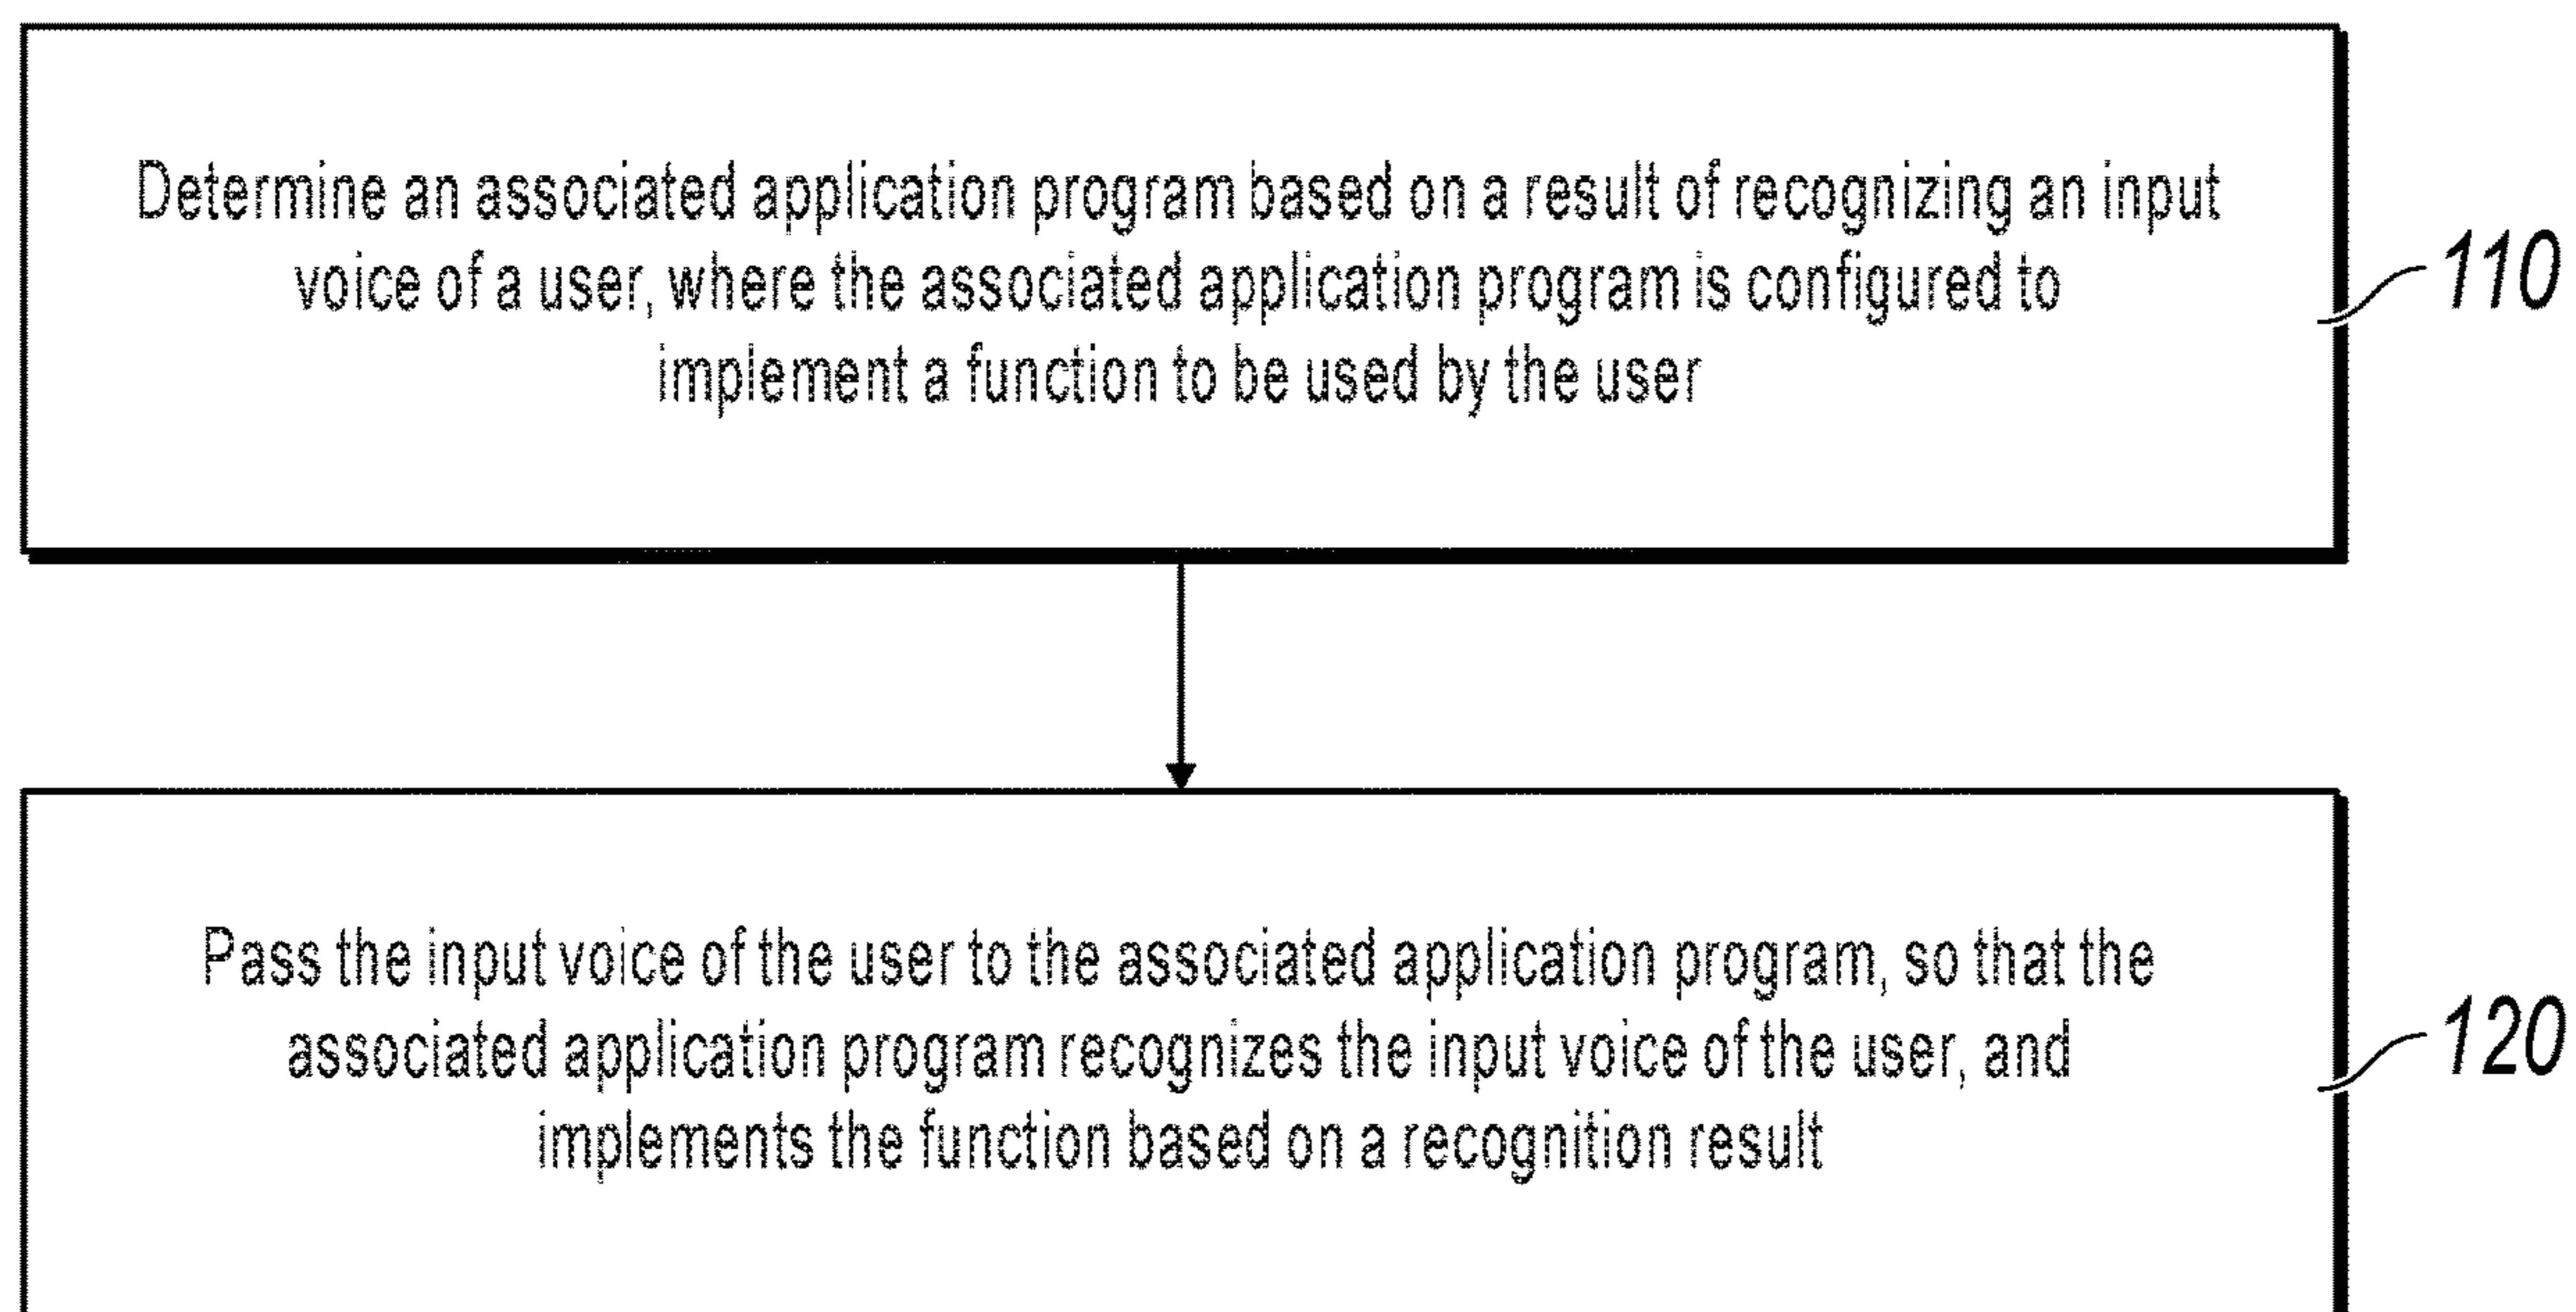 Determine an associated application program based on a result of recognizing an input
voice of a user, where the associated application program is configured to
implement a function to be used by the user
110
Pass the input voice of the user to the associated application program, so that the
associated application program recognizes the input voice of the user, and
implements the function based on a recognition result
120